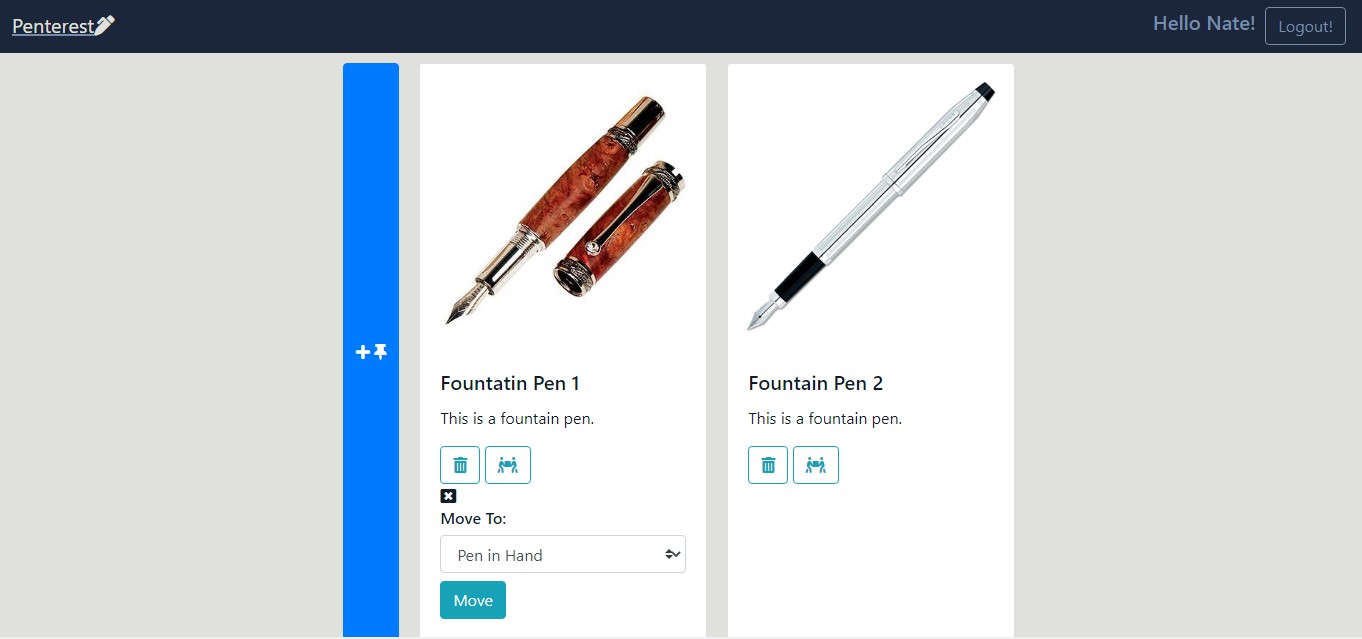 Penterest
Hello Nate!
Logout!
Fountatin Pen 1
This is a fountain pen.
Move To:
Pen in Hand
Move
Fountain Pen 2
This is a fountain pen.